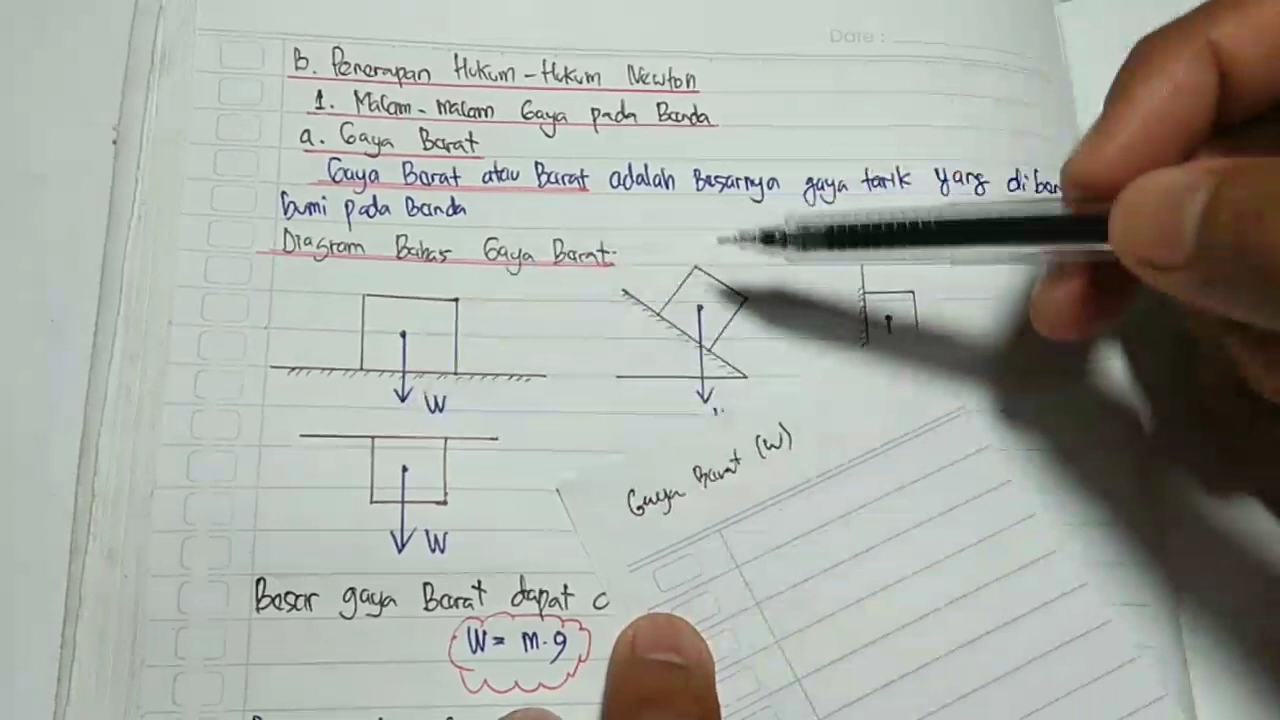 Date :
B. Penerapan Hukum-Hukum Newton
1. Macam-macam Gaya pada Benda
a. Gaya Berat
Gaya Berat atau Berat adalah Besarnya gaya tarik yang
bumi pada Benda
Diagram Bebas Gaya Berat
W
W
Gaya Berat (w)
Besar gaya Berat dapat
W = m.g